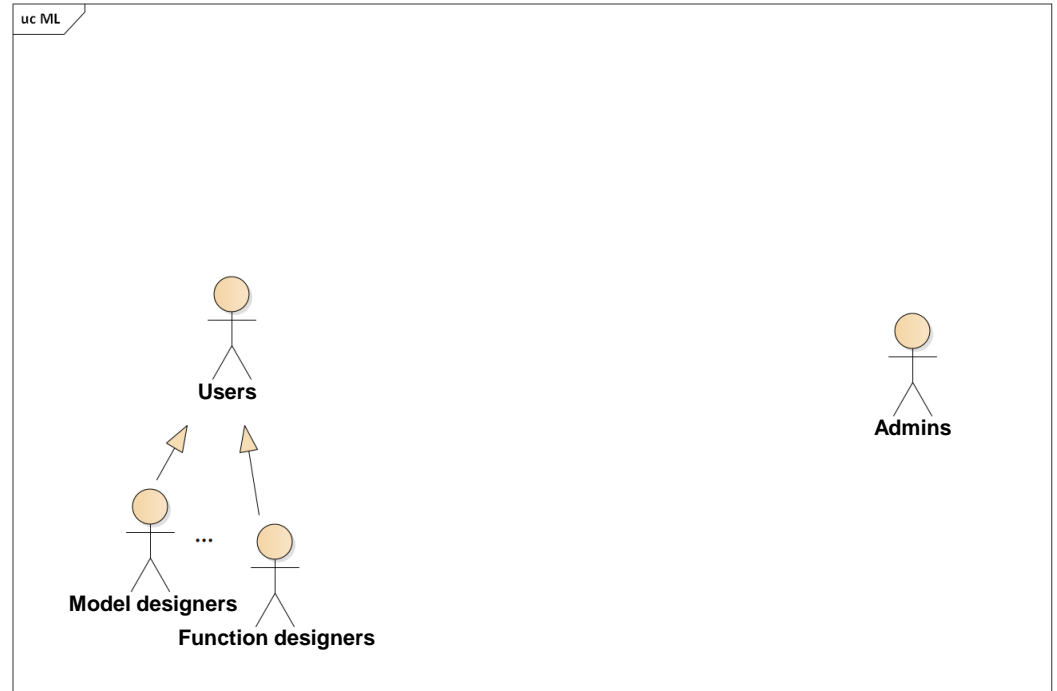 uc ML
Users
Admins
...
Model designers
Function designers